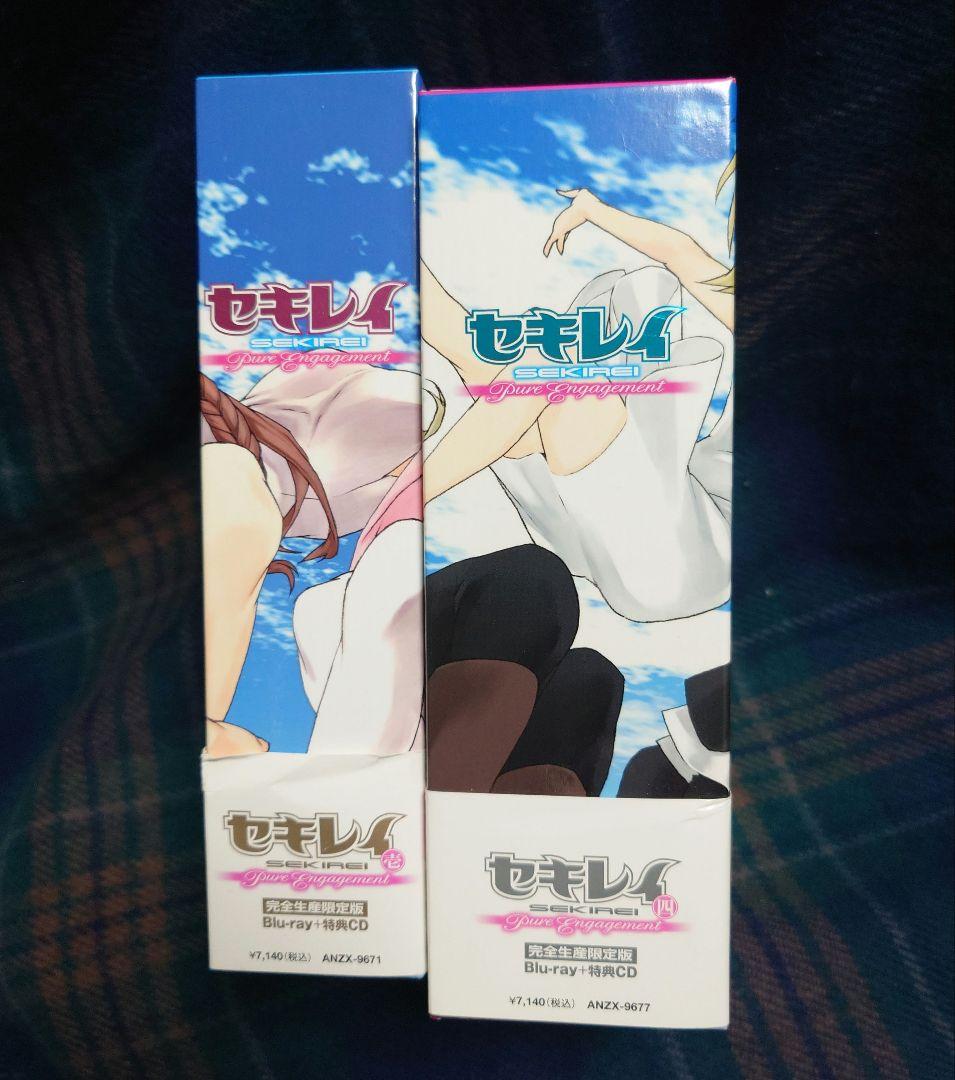 セキレイ
SEKIREI
Pure Engagement
セキレイ
SEKIREI 壱
Pure Engagement
完全生産限定版
Blu-ray+特典CD
¥7,140(税込) ANZX-9671
セキレイ
SEKIREI
Pure Engagement
セキレイ
SEKIREI 四
Pure Engagement
完全生産限定版
Blu-ray+特典CD
¥7,140(税込) ANZX-9677